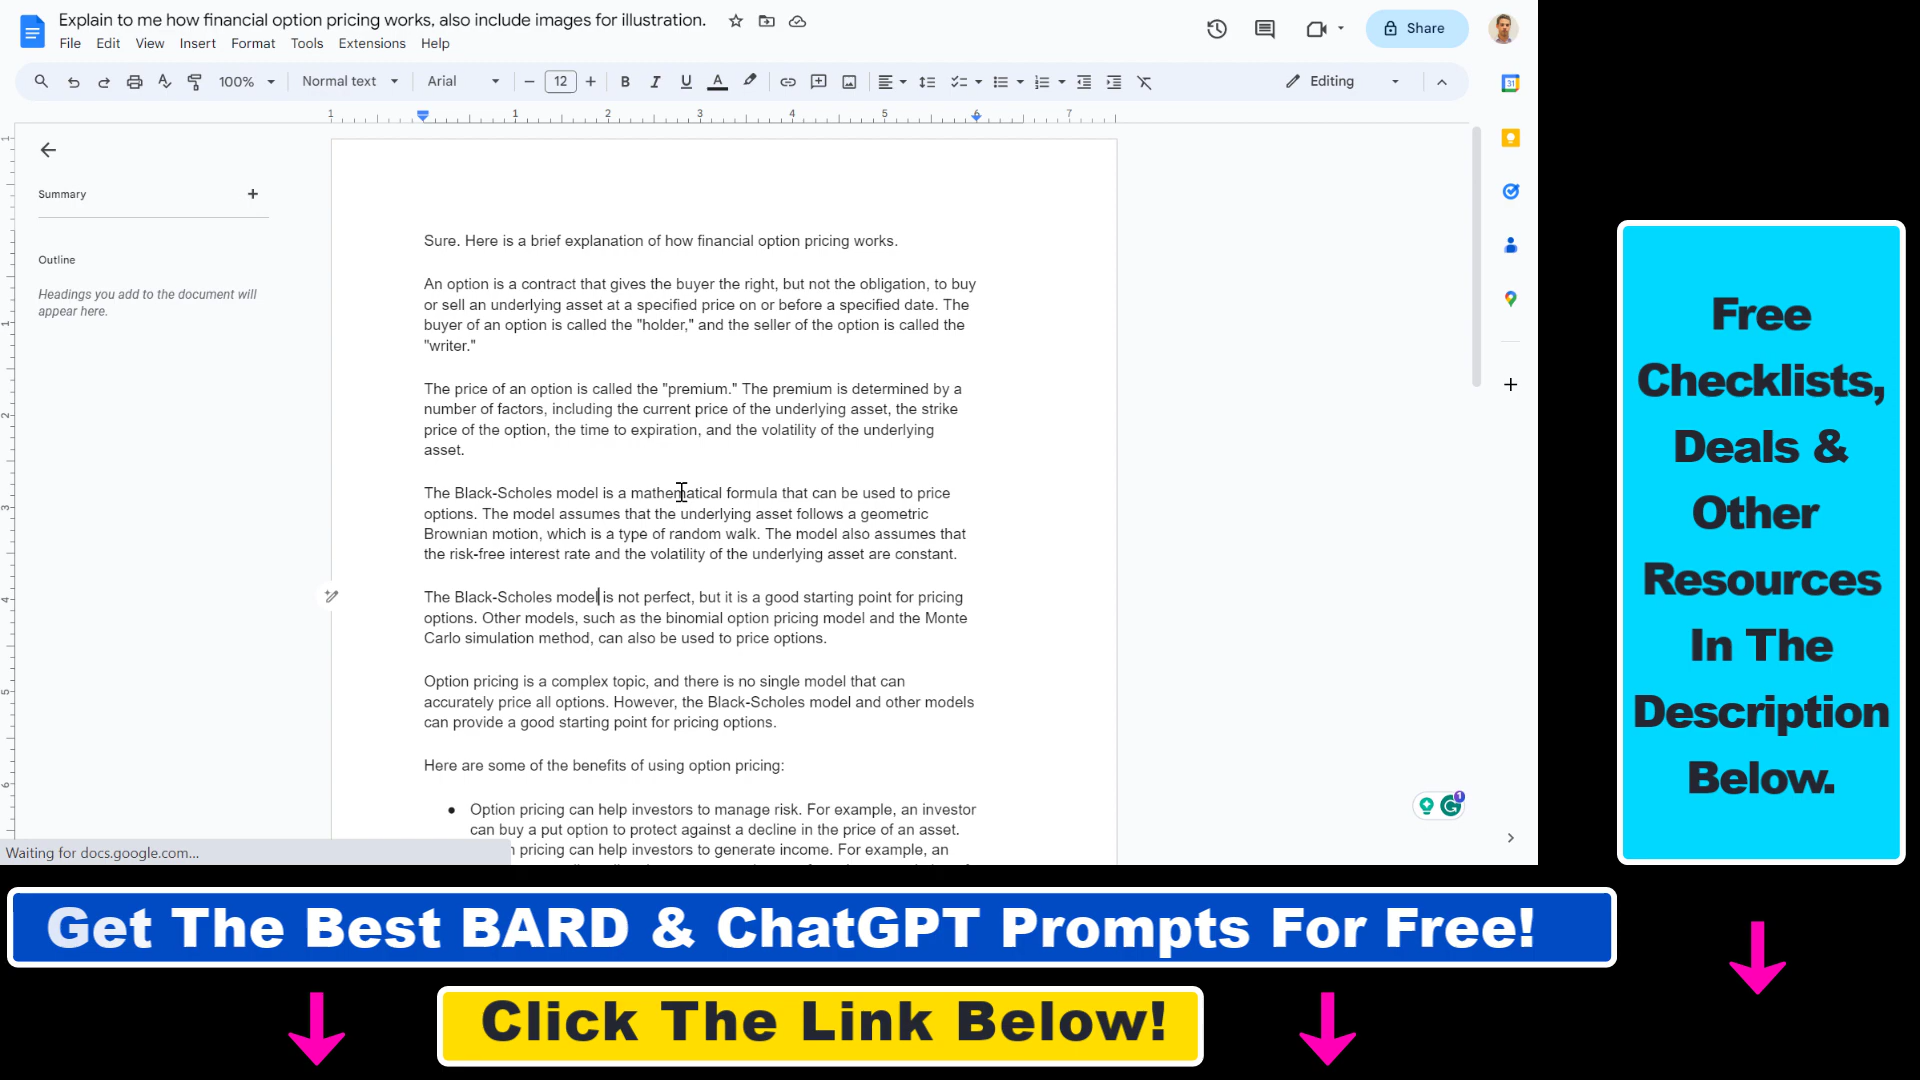 Explain to me how financial option pricing works, also include images for illustration.
File Edit View Insert Format Tools Extensions Help
Share
100% Normal text Arial 12 Editing
1 1 2 3 4 5 6 7
Summary
Outline
Headings you add to the document will
appear here.
Sure. Here is a brief explanation of how financial option pricing works.
An option is a contract that gives the buyer the right, but not the obligation, to buy
or sell an underlying asset at a specified price on or before a specified date. The
buyer of an option is called the "holder," and the seller of the option is called the
"writer."
The price of an option is called the "premium." The premium is determined by a
number of factors, including the current price of the underlying asset, the strike
price of the option, the time to expiration, and the volatility of the underlying
asset.
The Black-Scholes model is a mathematical formula that can be used to price
options. The model assumes that the underlying asset follows a geometric
Brownian motion, which is a type of random walk. The model also assumes that
the risk-free interest rate and the volatility of the underlying asset are constant.
The Black-Scholes model is not perfect, but it is a good starting point for pricing
options. Other models, such as the binomial option pricing model and the Monte
Carlo simulation method, can also be used to price options.
Option pricing is a complex topic, and there is no single model that can
accurately price all options. However, the Black-Scholes model and other models
can provide a good starting point for pricing options.
Here are some of the benefits of using option pricing:
● Option pricing can help investors to manage risk. For example, an investor
can buy a put option to protect against a decline in the price of an asset.
pricing can help investors to generate income. For example, an
Waiting for docs.google.com...
Free
Checklists,
Deals &
Other
Resources
In The
Description
Below.
Get The Best BARD & ChatGPT Prompts For Free!
Click The Link Below!